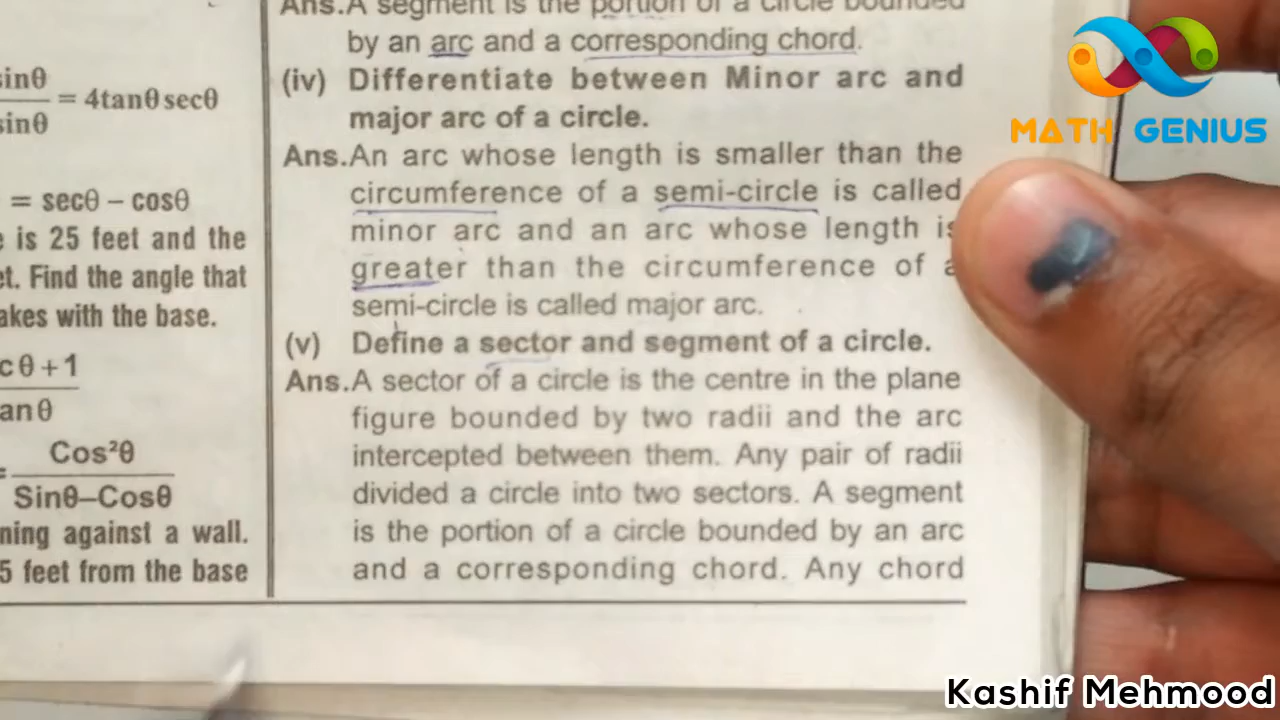 sinθ
sinθ
= 4tanθ secθ
= secθ – cosθ
is 25 feet and the
et. Find the angle that
akes with the base.
c θ + 1
an θ
= Cos²θ
Sinθ–Cosθ
ning against a wall.
5 feet from the base
Ans. A segment is the portion of a circle bounded
by an arc and a corresponding chord.
(iv) Differentiate between Minor arc and
major arc of a circle.
Ans. An arc whose length is smaller than the
circumference of a semi-circle is called
minor arc and an arc whose length is
greater than the circumference of a
semi-circle is called major arc.
(v) Define a sector and segment of a circle.
Ans. A sector of a circle is the centre in the plane
figure bounded by two radii and the arc
intercepted between them. Any pair of radii
divided a circle into two sectors. A segment
is the portion of a circle bounded by an arc
and a corresponding chord. Any chord
MATH GENIUS
Kashif Mehmood